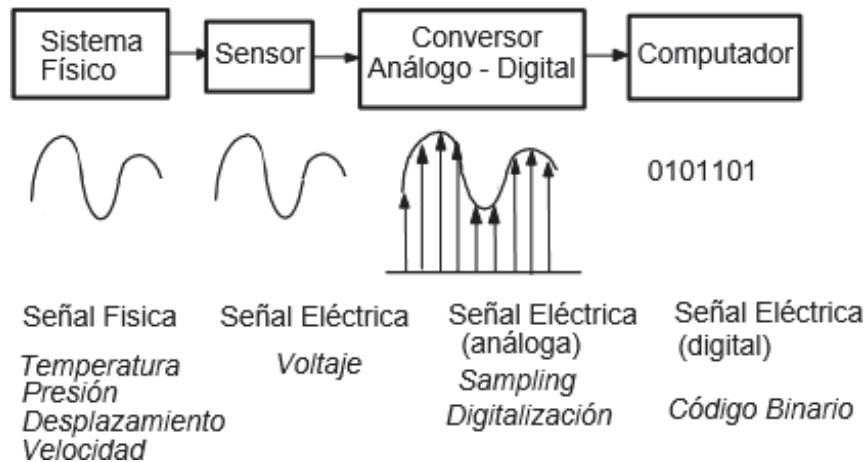 Sistema
Físico
Sensor
Conversor
Análogo - Digital
Computador
0101101
Señal Fisica
Temperatura
Presión
Desplazamiento
Velocidad
Señal Eléctrica
Voltaje
Señal Eléctrica
(análoga)
Sampling
Digitalización
Señal Eléctrica
(digital)
Código Binario